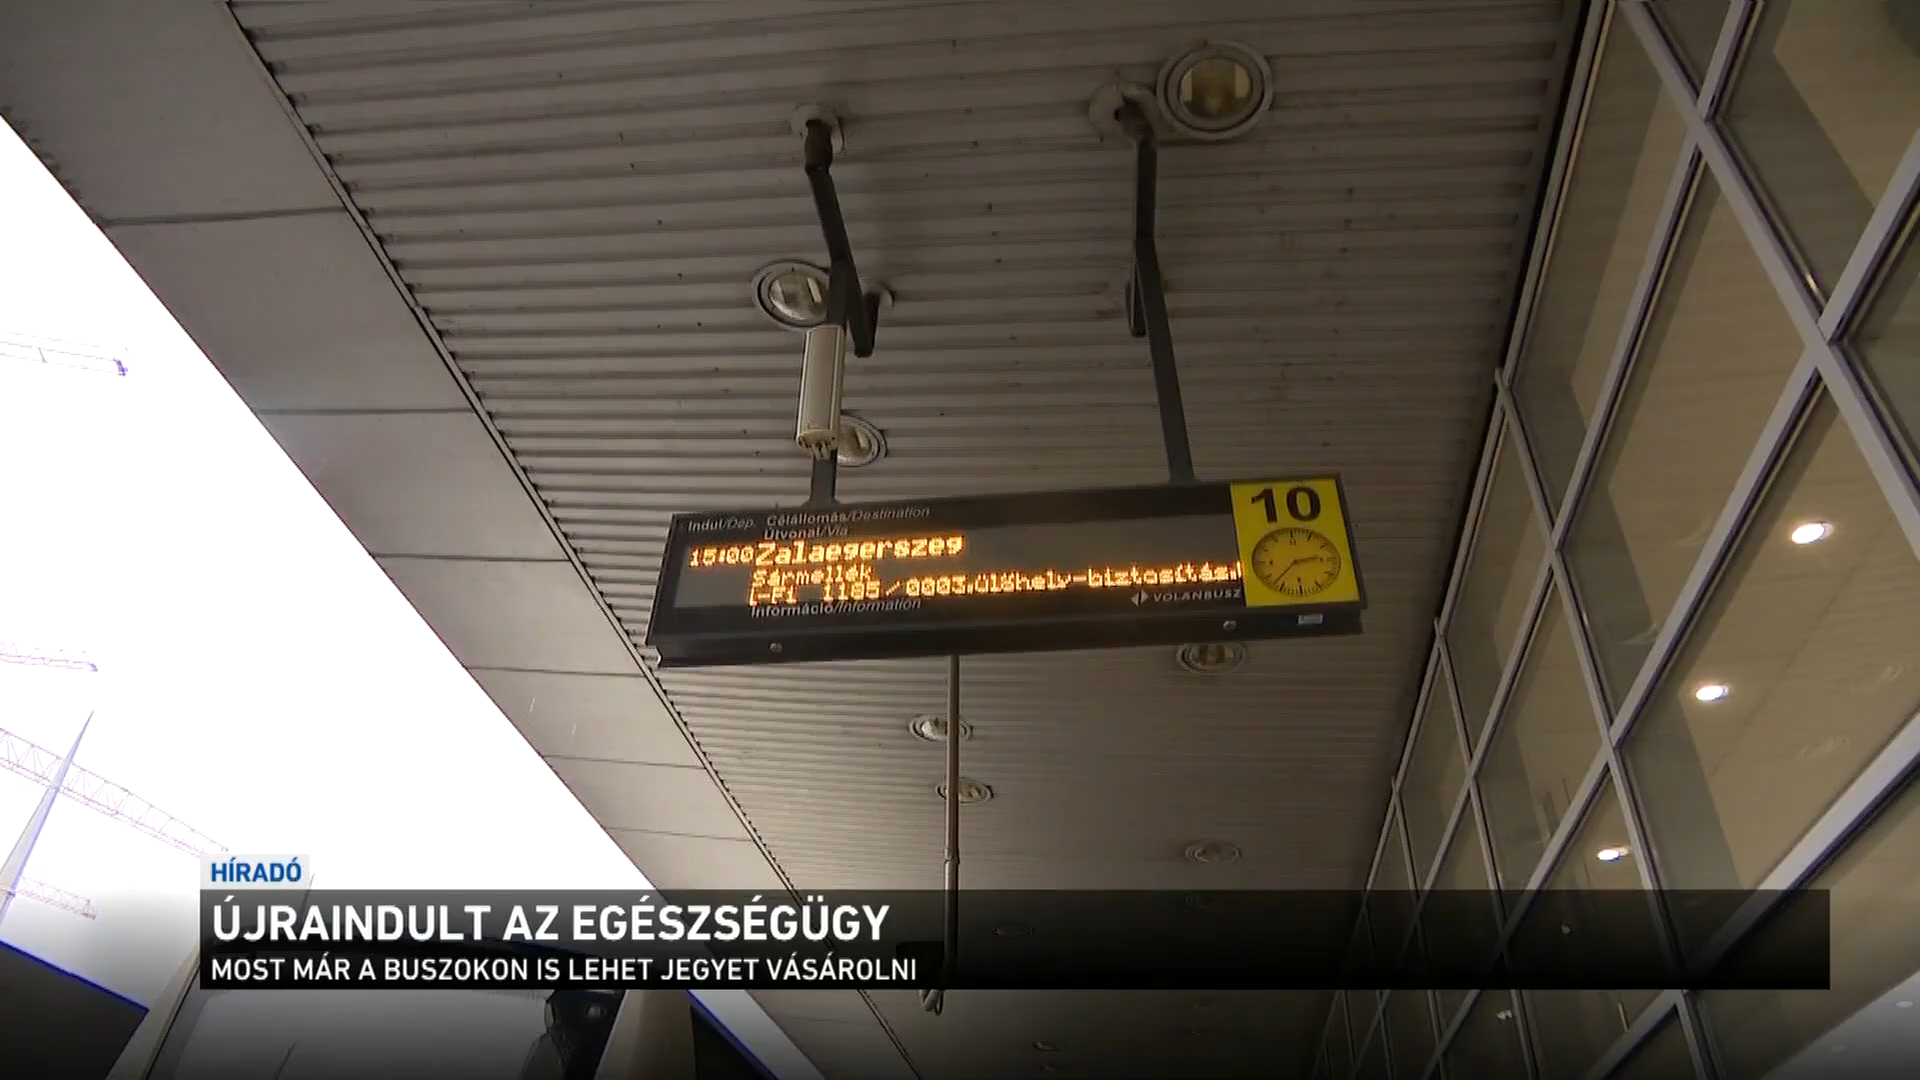 Indul/Dep. Célállomás/Destination
Útvonal/Via
10
15:00 Zalaegerszeg
Sármellék
1185/0003,ülőhely-biztosítás
Információ/Information
VOLÁNBUSZ
HÍRADÓ
ÚJRAINDULT AZ EGÉSZSÉGÜGY
MOST MÁR A BUSZOKON IS LEHET JEGYET VÁSÁROLNI